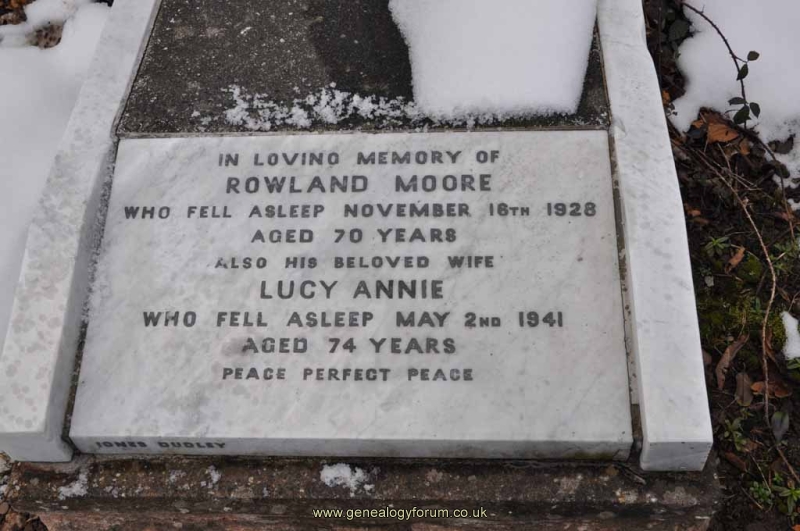 IN LOVING MEMORY OF
ROWLAND MOORE
WHO FELL ASLEEP NOVEMBER 16TH 1928
AGED 70 YEARS
ALSO HIS BELOVED WIFE
LUCY ANNIE
WHO FELL ASLEEP MAY 2ND 1941
AGED 74 YEARS
PEACE PERFECT PEACE
JONES DUDLEY
www.genealogyforum.co.uk